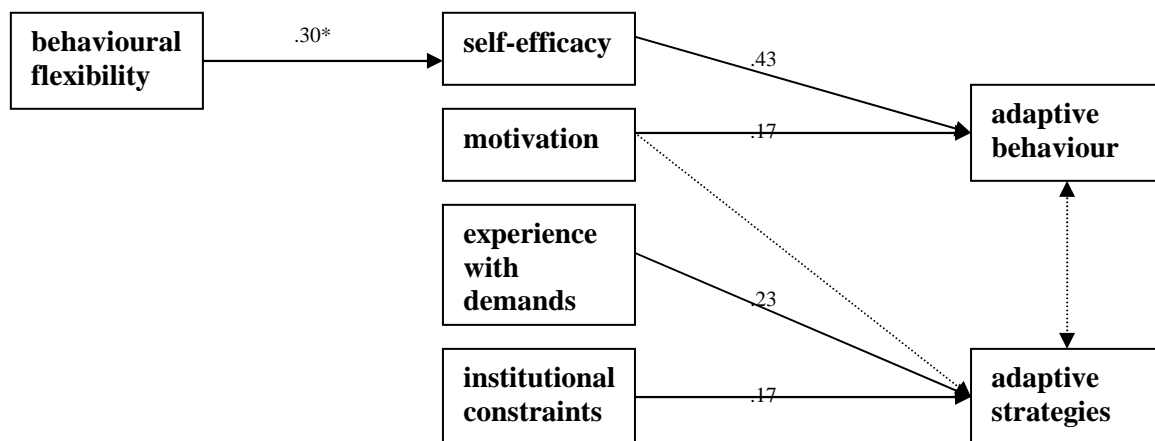 behavioural
flexibility
.30*
self-efficacy
.43
motivation
.17
adaptive
behaviour
experience
with
demands
.23
institutional
constraints
.17
adaptive
strategies